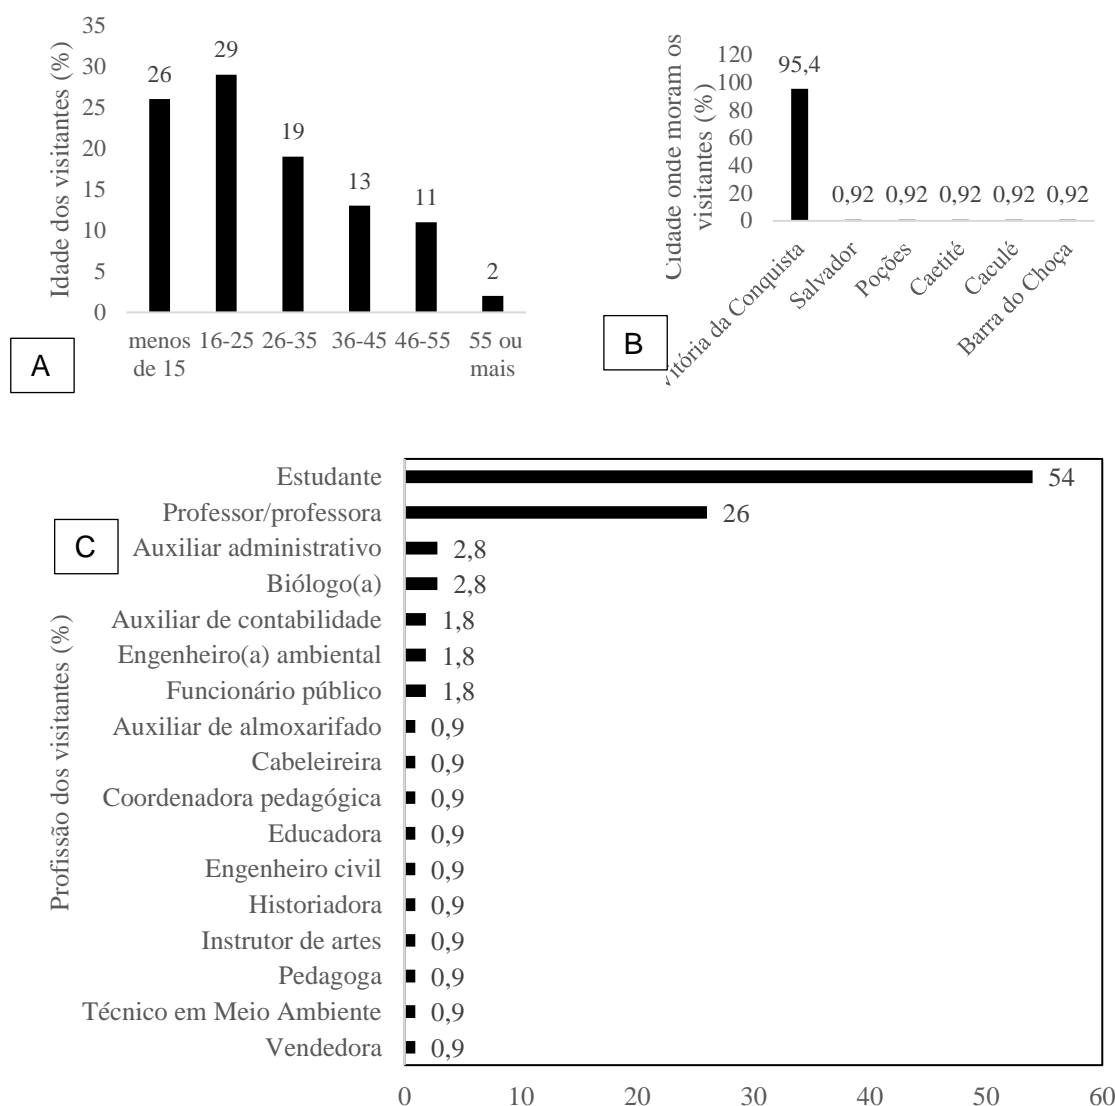 Idade dos visitantes (%)
35
30
25
20
15
10
5
0
26
29
19
13
11
2
menos de 15
16-25
26-35
36-45
46-55
55 ou mais
A
Cidade onde moram os
visitantes (%)
120
100
80
60
40
20
0
95,4
0,92
0,92
0,92
0,92
0,92
Vitória da Conquista
Salvador
Poções
Caetité
Caculé
Barra do Choça
B
C
Profissão dos visitantes (%)
Estudante 54
Professor/professora 26
Auxiliar administrativo 2,8
Biólogo(a) 2,8
Auxiliar de contabilidade 1,8
Engenheiro(a) ambiental 1,8
Funcionário público 1,8
Auxiliar de almoxarifado 0,9
Cabeleireira 0,9
Coordenadora pedagógica 0,9
Educadora 0,9
Engenheiro civil 0,9
Historiadora 0,9
Instrutor de artes 0,9
Pedagoga 0,9
Técnico em Meio Ambiente 0,9
Vendedora 0,9
0 10 20 30 40 50 60